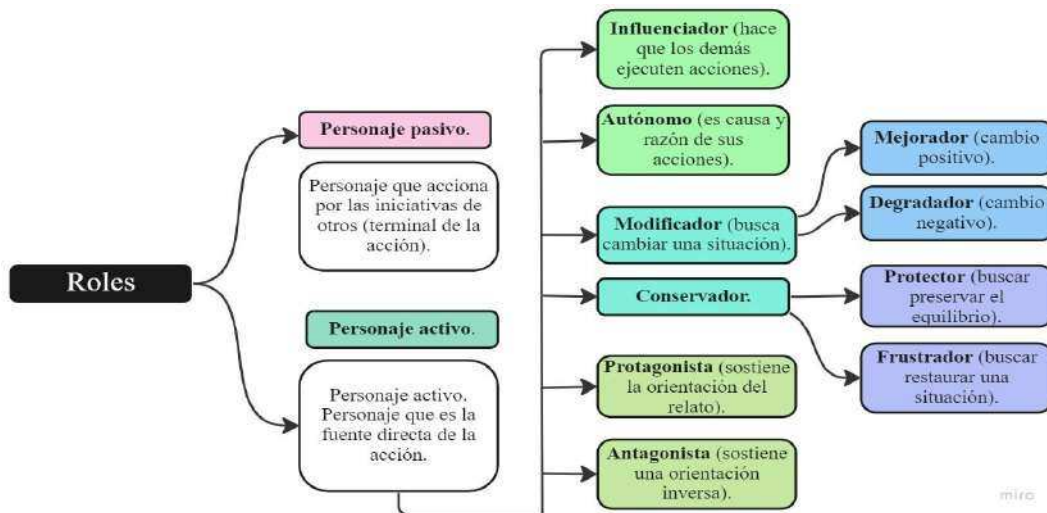 Roles
Personaje pasivo.
Personaje que acciona
por las iniciativas de
otros (terminal de la
acción).
Personaje activo.
Personaje activo.
Personaje que es la
fuente directa de la
acción.
Influenciador (hace
que los demás
ejecuten acciones).
Autónomo (es causa y
razón de sus
acciones).
Modificador (busca
cambiar una situación).
Mejorador (cambio
positivo).
Degradador (cambio
negativo).
Conservador.
Protector (buscar
preservar el
equilibrio).
Frustrador (buscar
restaurar una
situación).
Protagonista (sostiene
la orientación del
relato).
Antagonista (sostiene
una orientación
inversa).
miro